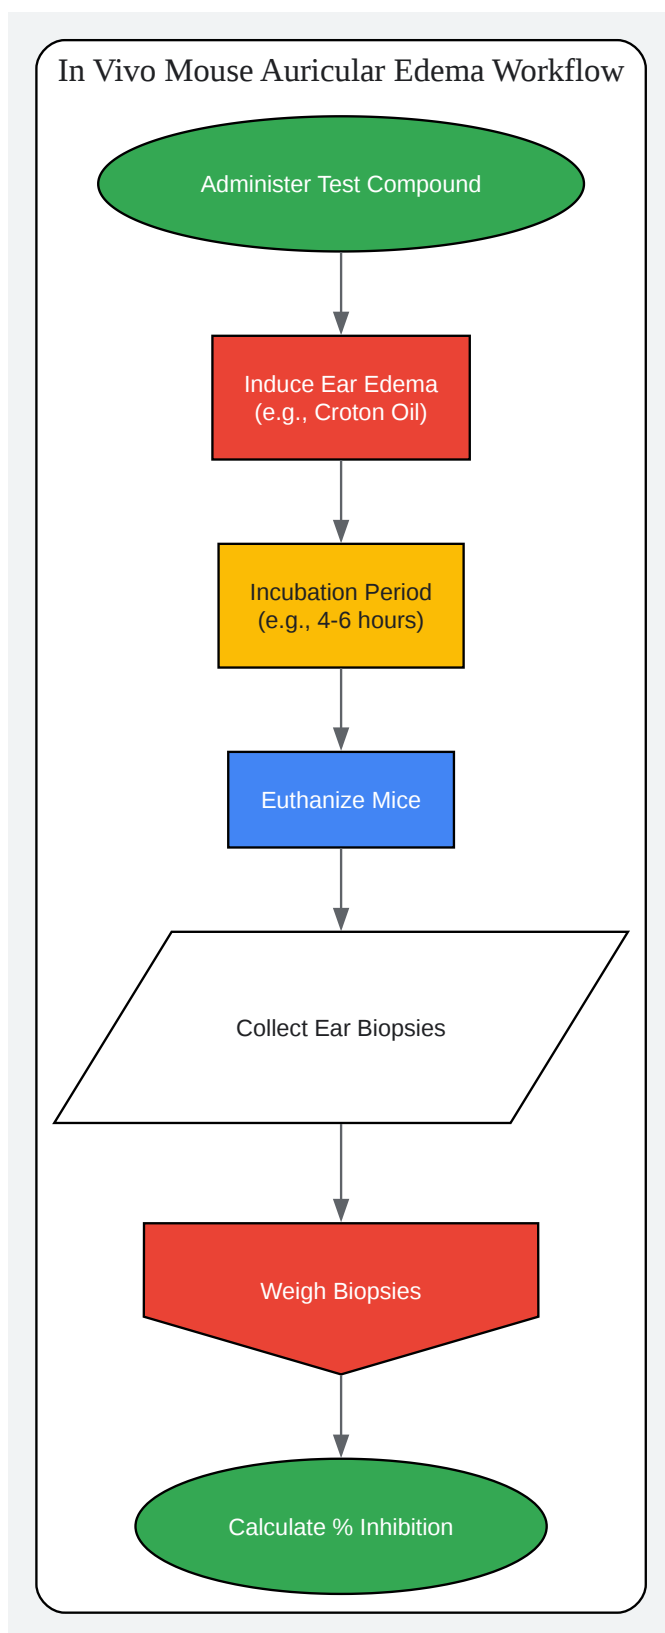 In Vivo Mouse Auricular Edema Workflow
Administer Test Compound
Induce Ear Edema
(e.g., Croton Oil)
Incubation Period
(e.g., 4-6 hours)
Euthanize Mice
Collect Ear Biopsies
Weigh Biopsies
Calculate % Inhibition